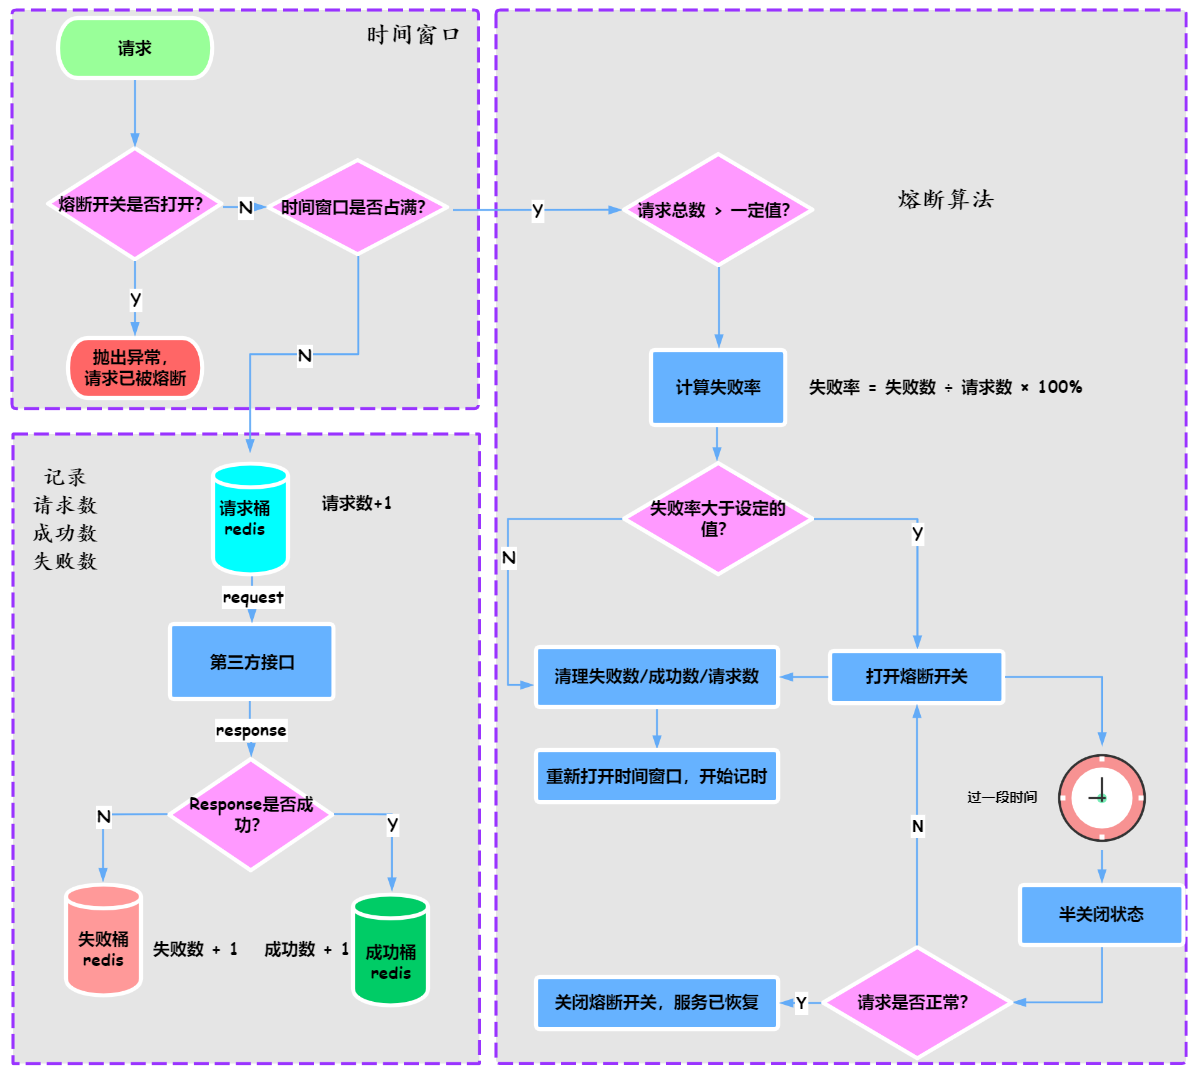 时间窗口
请求
熔断开关是否打开?
N
时间窗口是否占满?
Y
抛出异常，
请求已被熔断
N
Y
请求总数 > 一定值?
熔断算法
计算失败率
失败率 = 失败数 ÷ 请求数 × 100%
失败率大于设定的
值?
N
Y
清理失败数/成功数/请求数
打开熔断开关
重新打开时间窗口，开始记时
过一段时间
半关闭状态
N
请求是否正常?
Y
关闭熔断开关，服务已恢复
记录
请求数
成功数
失败数
请求桶
redis
请求数+1
request
第三方接口
response
Response是否成
功?
N
Y
失败桶
redis
失败数 + 1
成功数 + 1
成功桶
redis